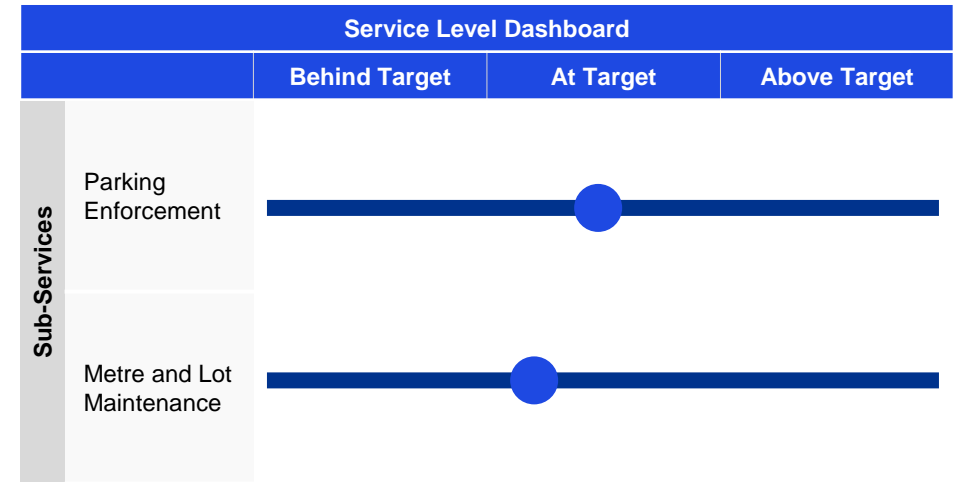 Service Level Dashboard
Behind Target
At Target
Above Target
Sub-Services
Parking
Enforcement
Metre and Lot
Maintenance